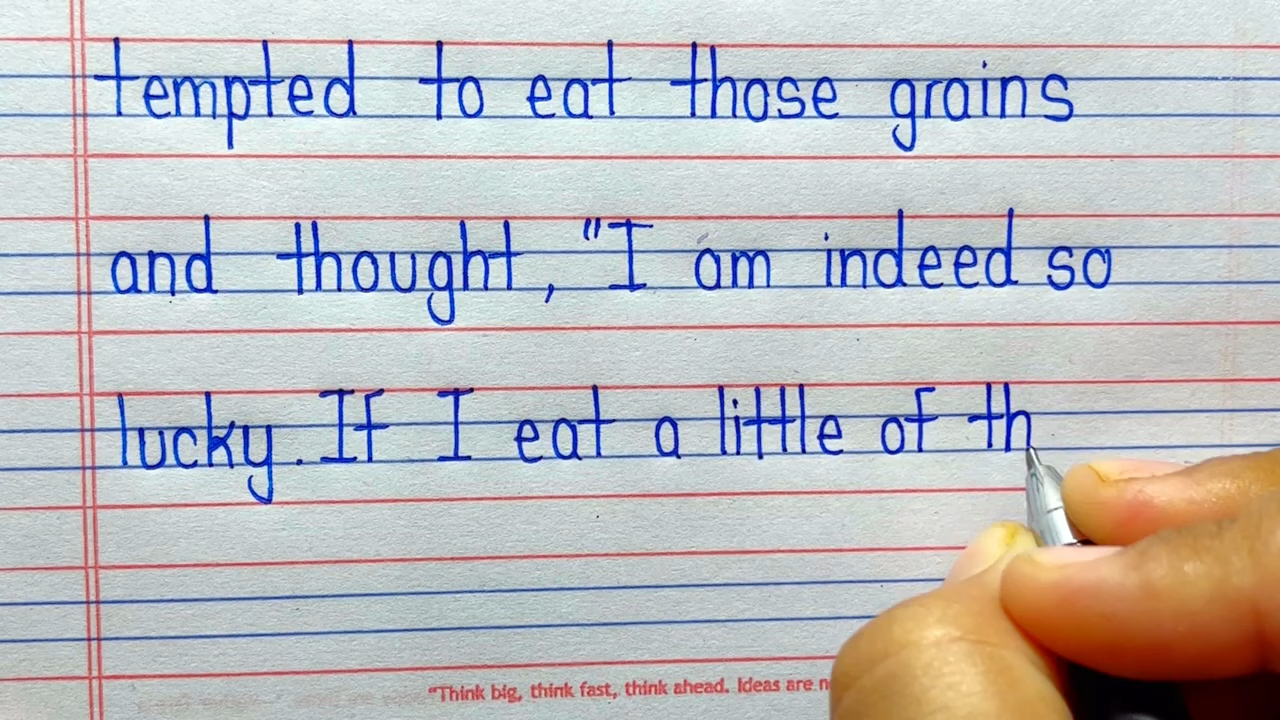 tempted to eat those grains
and thought, "I am indeed so
lucky. If I eat a little of th
"Think big, think fast, think ahead. Ideas are